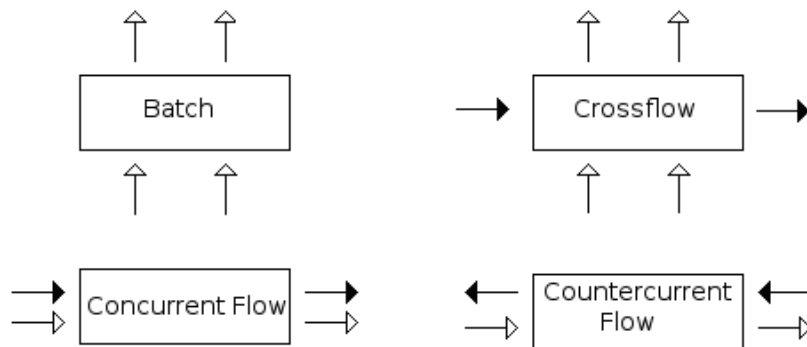 Batch
Crossflow
Concurrent Flow
Countercurrent
Flow